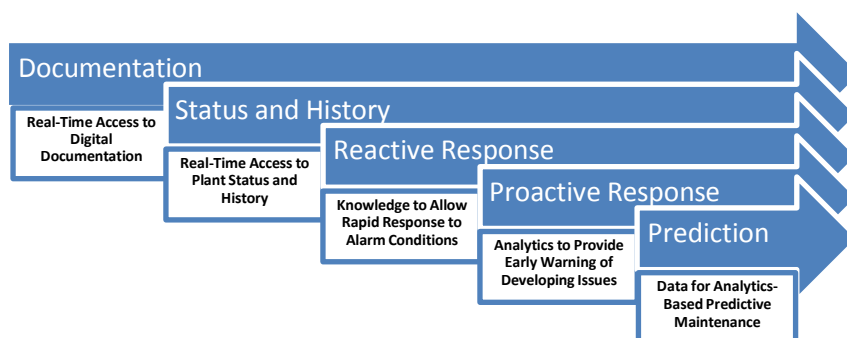 Documentation
Real-Time Access to
Digital
Documentation
Status and History
Real-Time Access to
Plant Status and
History
Reactive Response
Knowledge to Allow
Rapid Response to
Alarm Conditions
Proactive Response
Analytics to Provide
Early Warning of
Developing Issues
Prediction
Data for Analytics-
Based Predictive
Maintenance